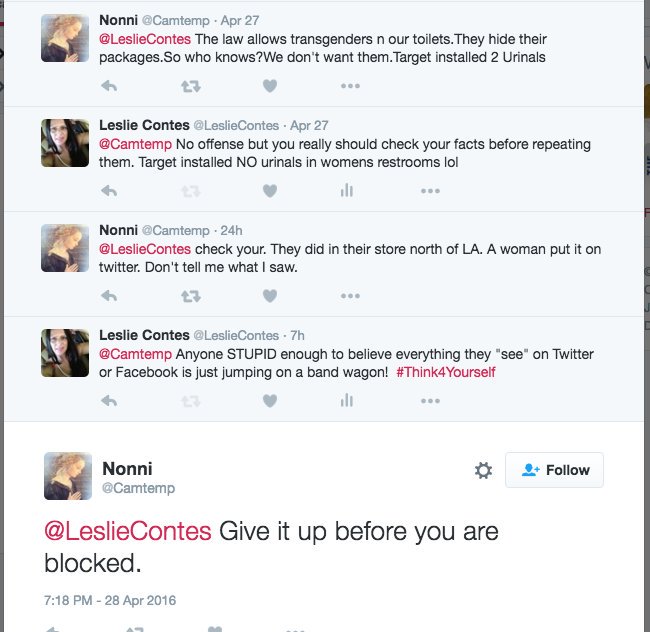 Nonni @Camtemp · Apr 27
@LeslieContes The law allows transgenders n our toilets.They hide their
packages.So who knows?We don't want them.Target installed 2 Urinals
Leslie Contes @LeslieContes · Apr 27
@Camtemp No offense but you really should check your facts before repeating
them. Target installed NO urinals in womens restrooms lol
Nonni @Camtemp · 24h
@LeslieContes check your. They did in their store north of LA. A woman put it on
twitter. Don't tell me what I saw.
Leslie Contes @LeslieContes · 7h
@Camtemp Anyone STUPID enough to believe everything they "see" on Twitter
or Facebook is just jumping on a band wagon! #Think4Yourself
Nonni
@Camtemp
Follow
@LeslieContes Give it up before you are
blocked.
7:18 PM - 28 Apr 2016